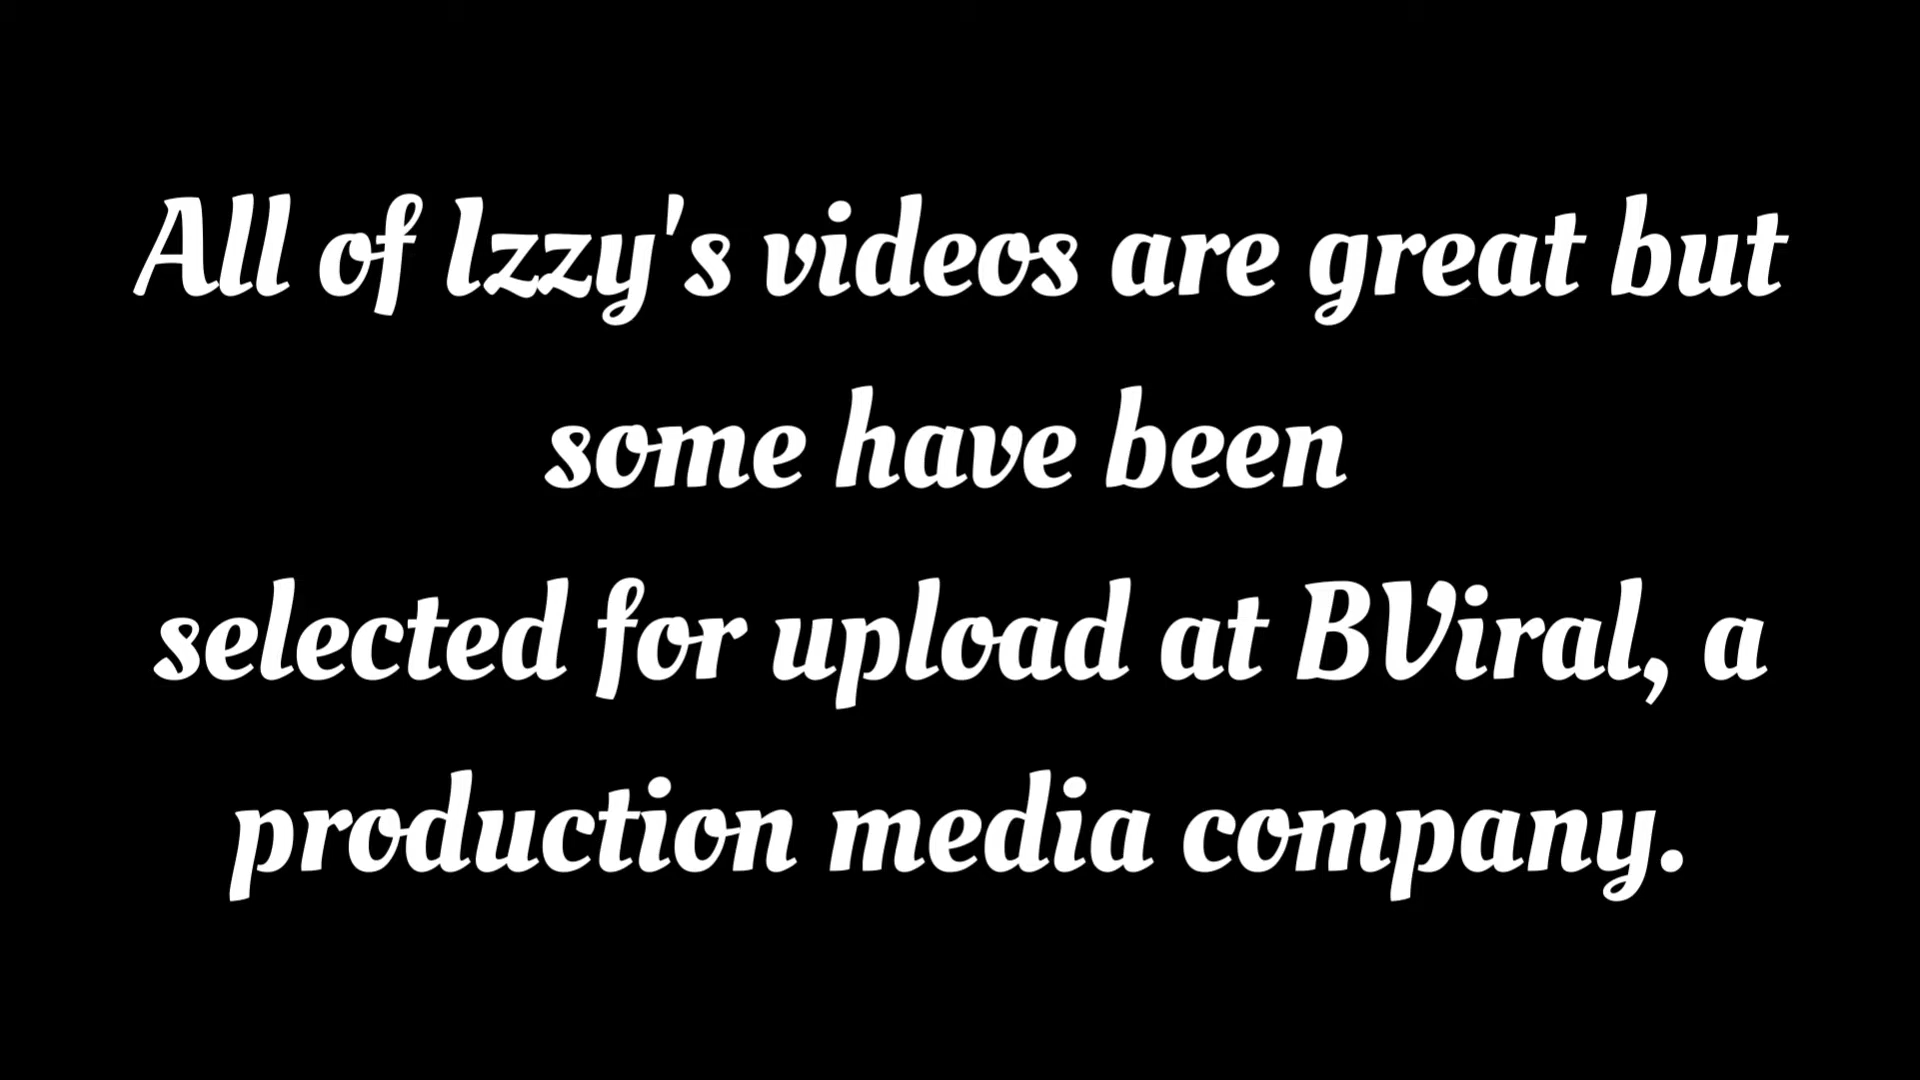 All of Izzy's videos are great but
some have been
selected for upload at BViral, a
production media company.